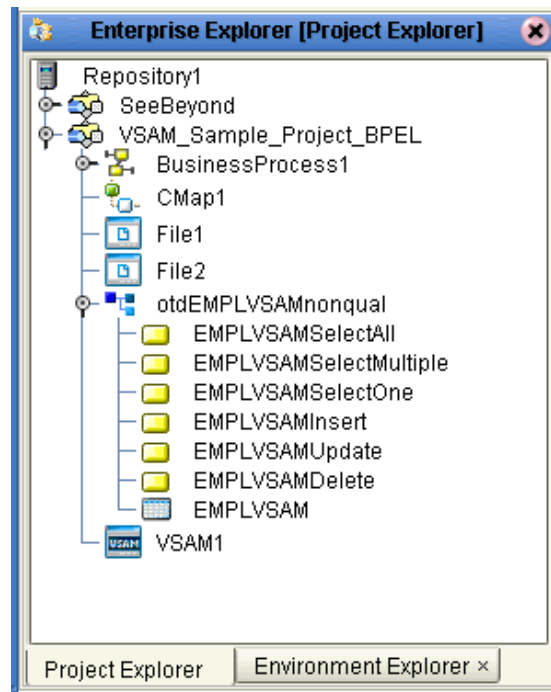 Enterprise Explorer [Project Explorer]
Repository1
SeeBeyond
VSAM_Sample_Project_BPEL
BusinessProcess1
CMap1
File1
File2
otdEMPLVSAMnonqual
EMPLVSAMSelectAll
EMPLVSAMSelectMultiple
EMPLVSAMSelectOne
EMPLVSAMInsert
EMPLVSAMUpdate
EMPLVSAMDelete
EMPLVSAM
VSAM VSAM1
Project Explorer Environment Explorer ×